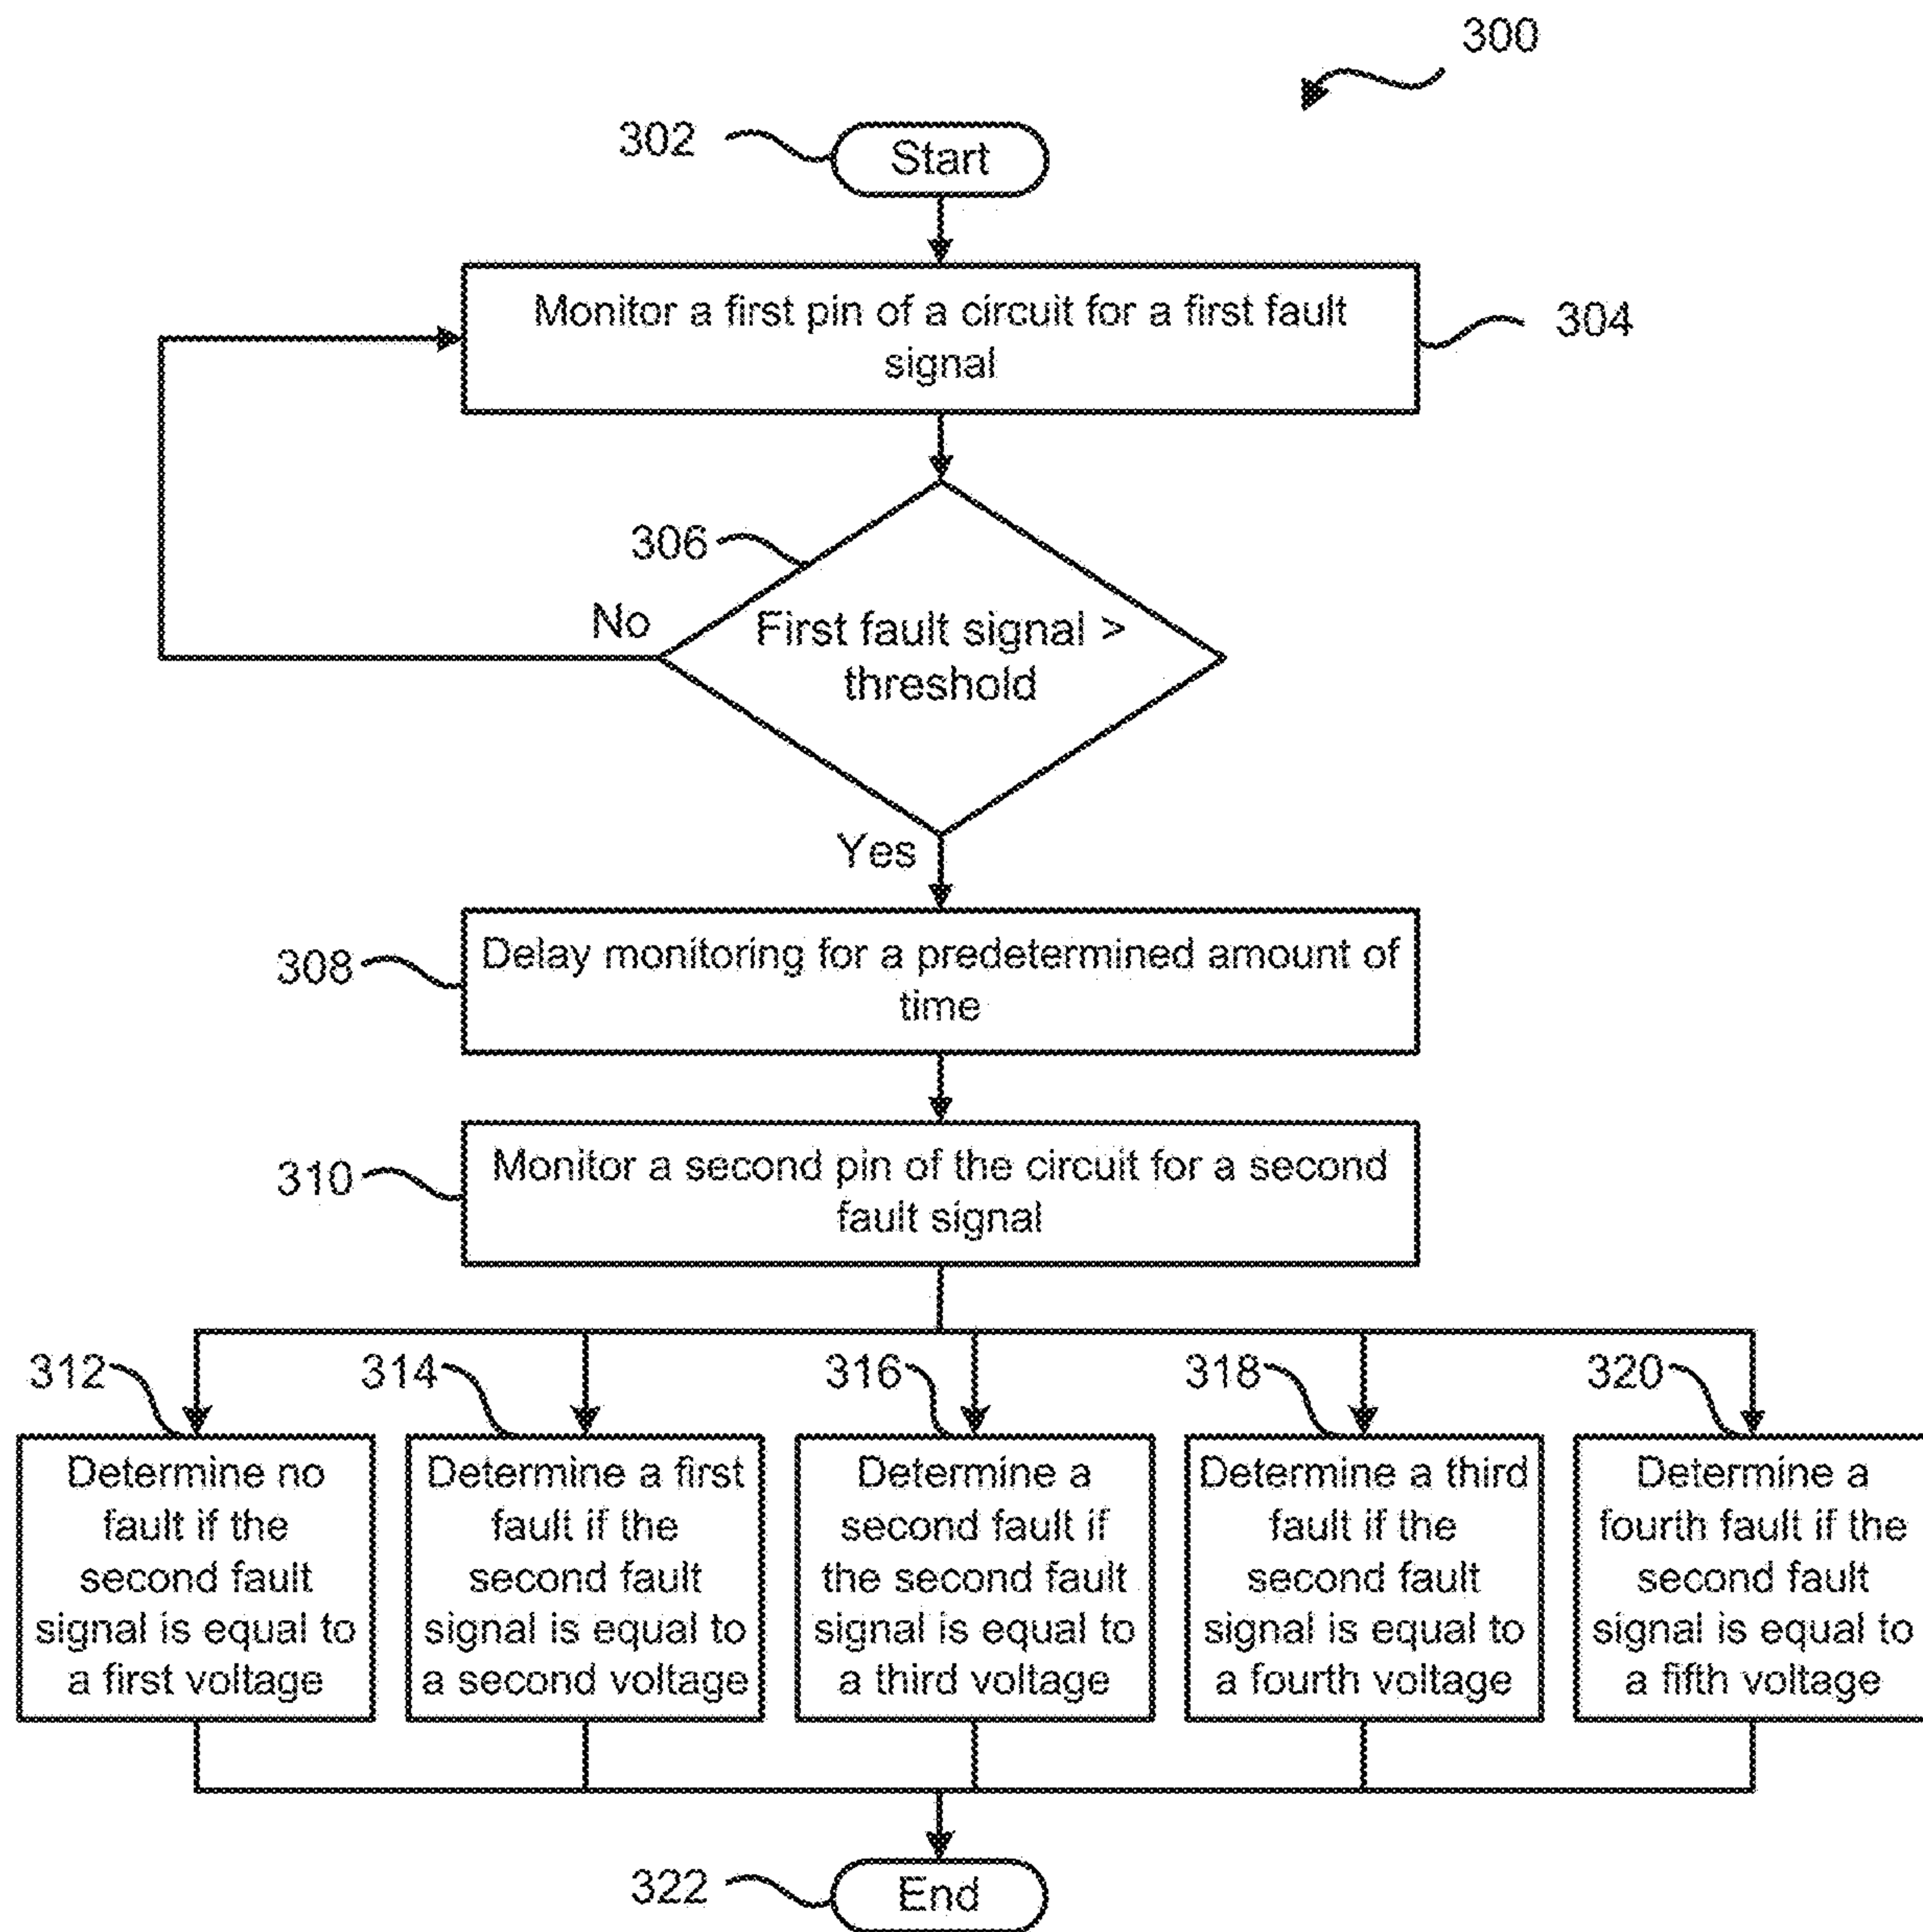 300
302
Start
Monitor a first pin of a circuit for a first fault
signal
304
306
No
First fault signal >
threshold
Yes
308
Delay monitoring for a predetermined amount of
time
310
Monitor a second pin of the circuit for a second
fault signal
312
314
316
318
320
Determine no
fault if the
second fault
signal is equal to
a first voltage
Determine a first
fault if the
second fault
signal is equal to
a second voltage
Determine a
second fault if
the second fault
signal is equal to
a third voltage
Determine a third
fault if the
second fault
signal is equal to
a fourth voltage
Determine a
fourth fault if the
second fault
signal is equal to
a fifth voltage
322
End